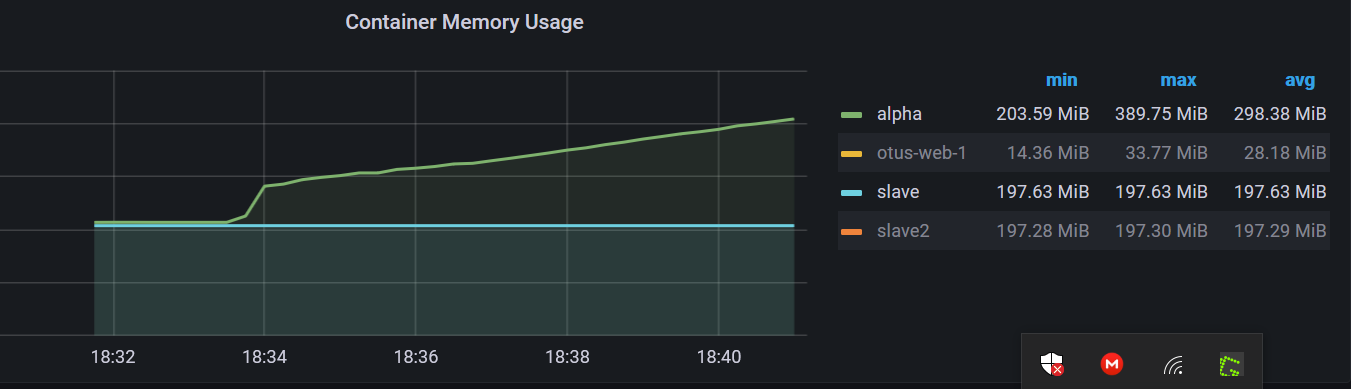 Container Memory Usage
min max avg
alpha 203.59 MiB 389.75 MiB 298.38 MiB
otus-web-1 14.36 MiB 33.77 MiB 28.18 MiB
slave 197.63 MiB 197.63 MiB 197.63 MiB
slave2 197.28 MiB 197.30 MiB 197.29 MiB
18:32 18:34 18:36 18:38 18:40
M